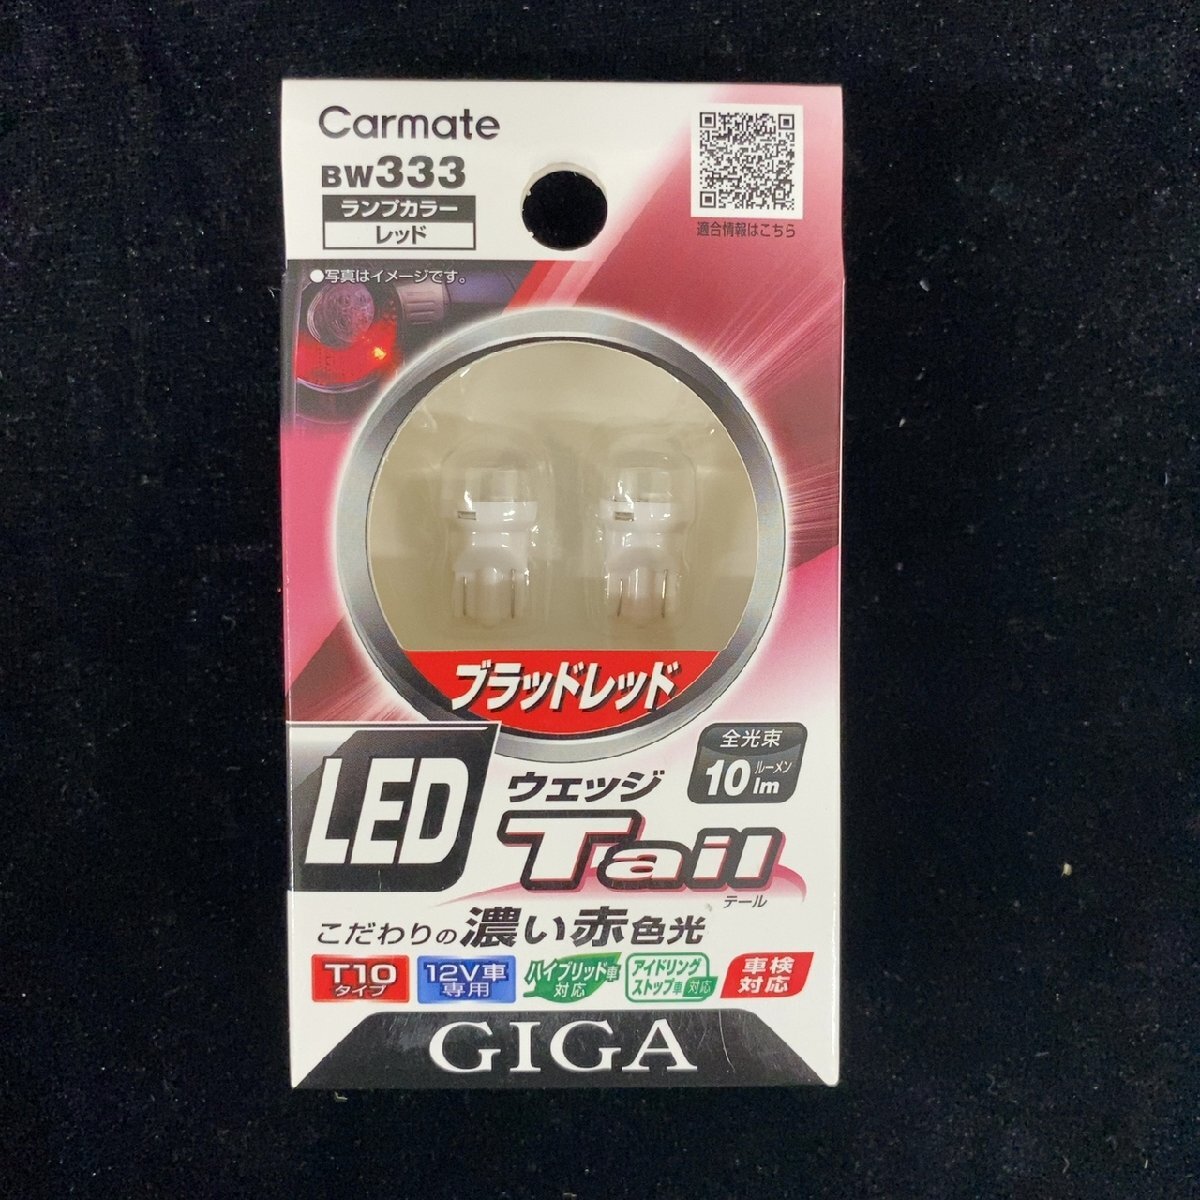 Carmate
BW333
ランプカラー
レッド
適合情報はこちら
●写真はイメージです。
ブラッドレッド
全光束
10ルーメン lm
LED
ウェッジ
Tail
テール
こだわりの濃い赤色光
T10
タイプ
12V車
専用
ハイブリッド車
対応
アイドリング
ストップ車対応
車検
対応
GIGA